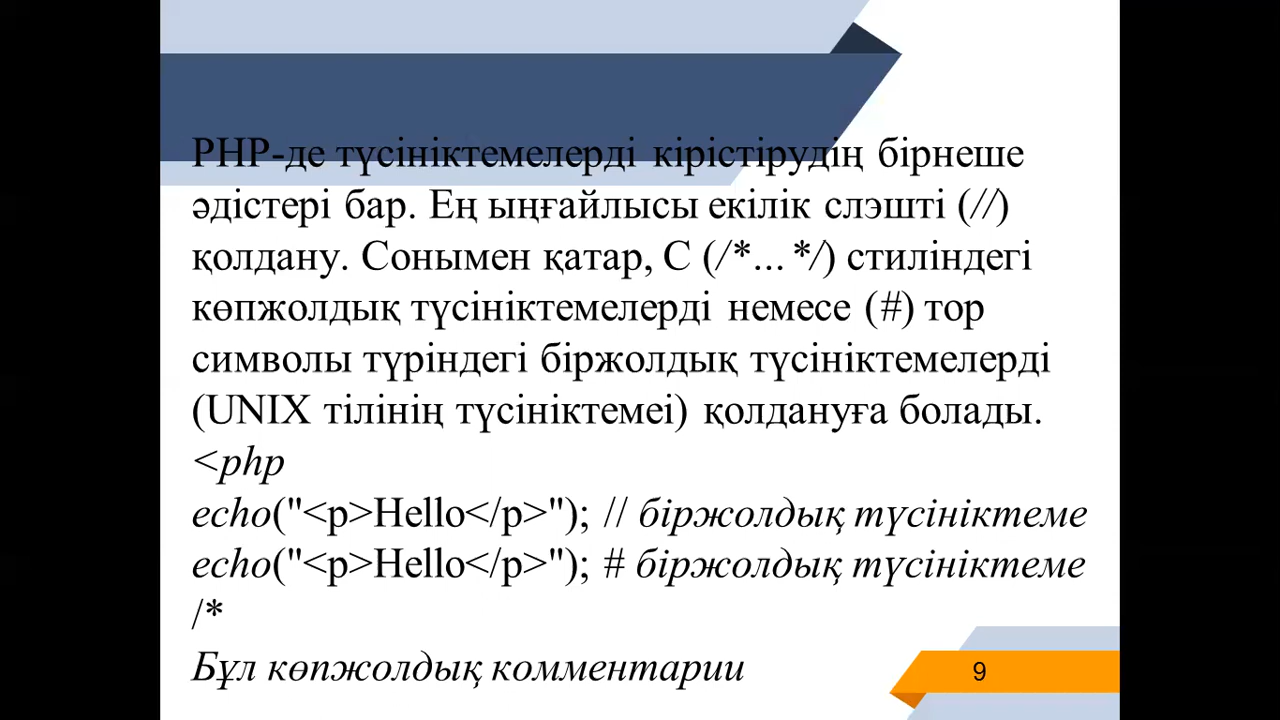 PHP-де түсініктемелерді кірістірудің бірнеше
әдістері бар. Ең ыңғайлысы екілік слэшті (//)
қолдану. Сонымен қатар, С (/*... */) стиліндегі
көпжолдық түсініктемелерді немесе (#) тор
символы түріндегі біржолдық түсініктемелерді
(UNIX тілінің түсініктемеі) қолдануға болады.
<php
echo("<p>Hello</p>"); // біржолдық түсініктеме
echo("<p>Hello</p>"); # біржолдық түсініктеме
/*
Бұл көпжолдық комментарии
9